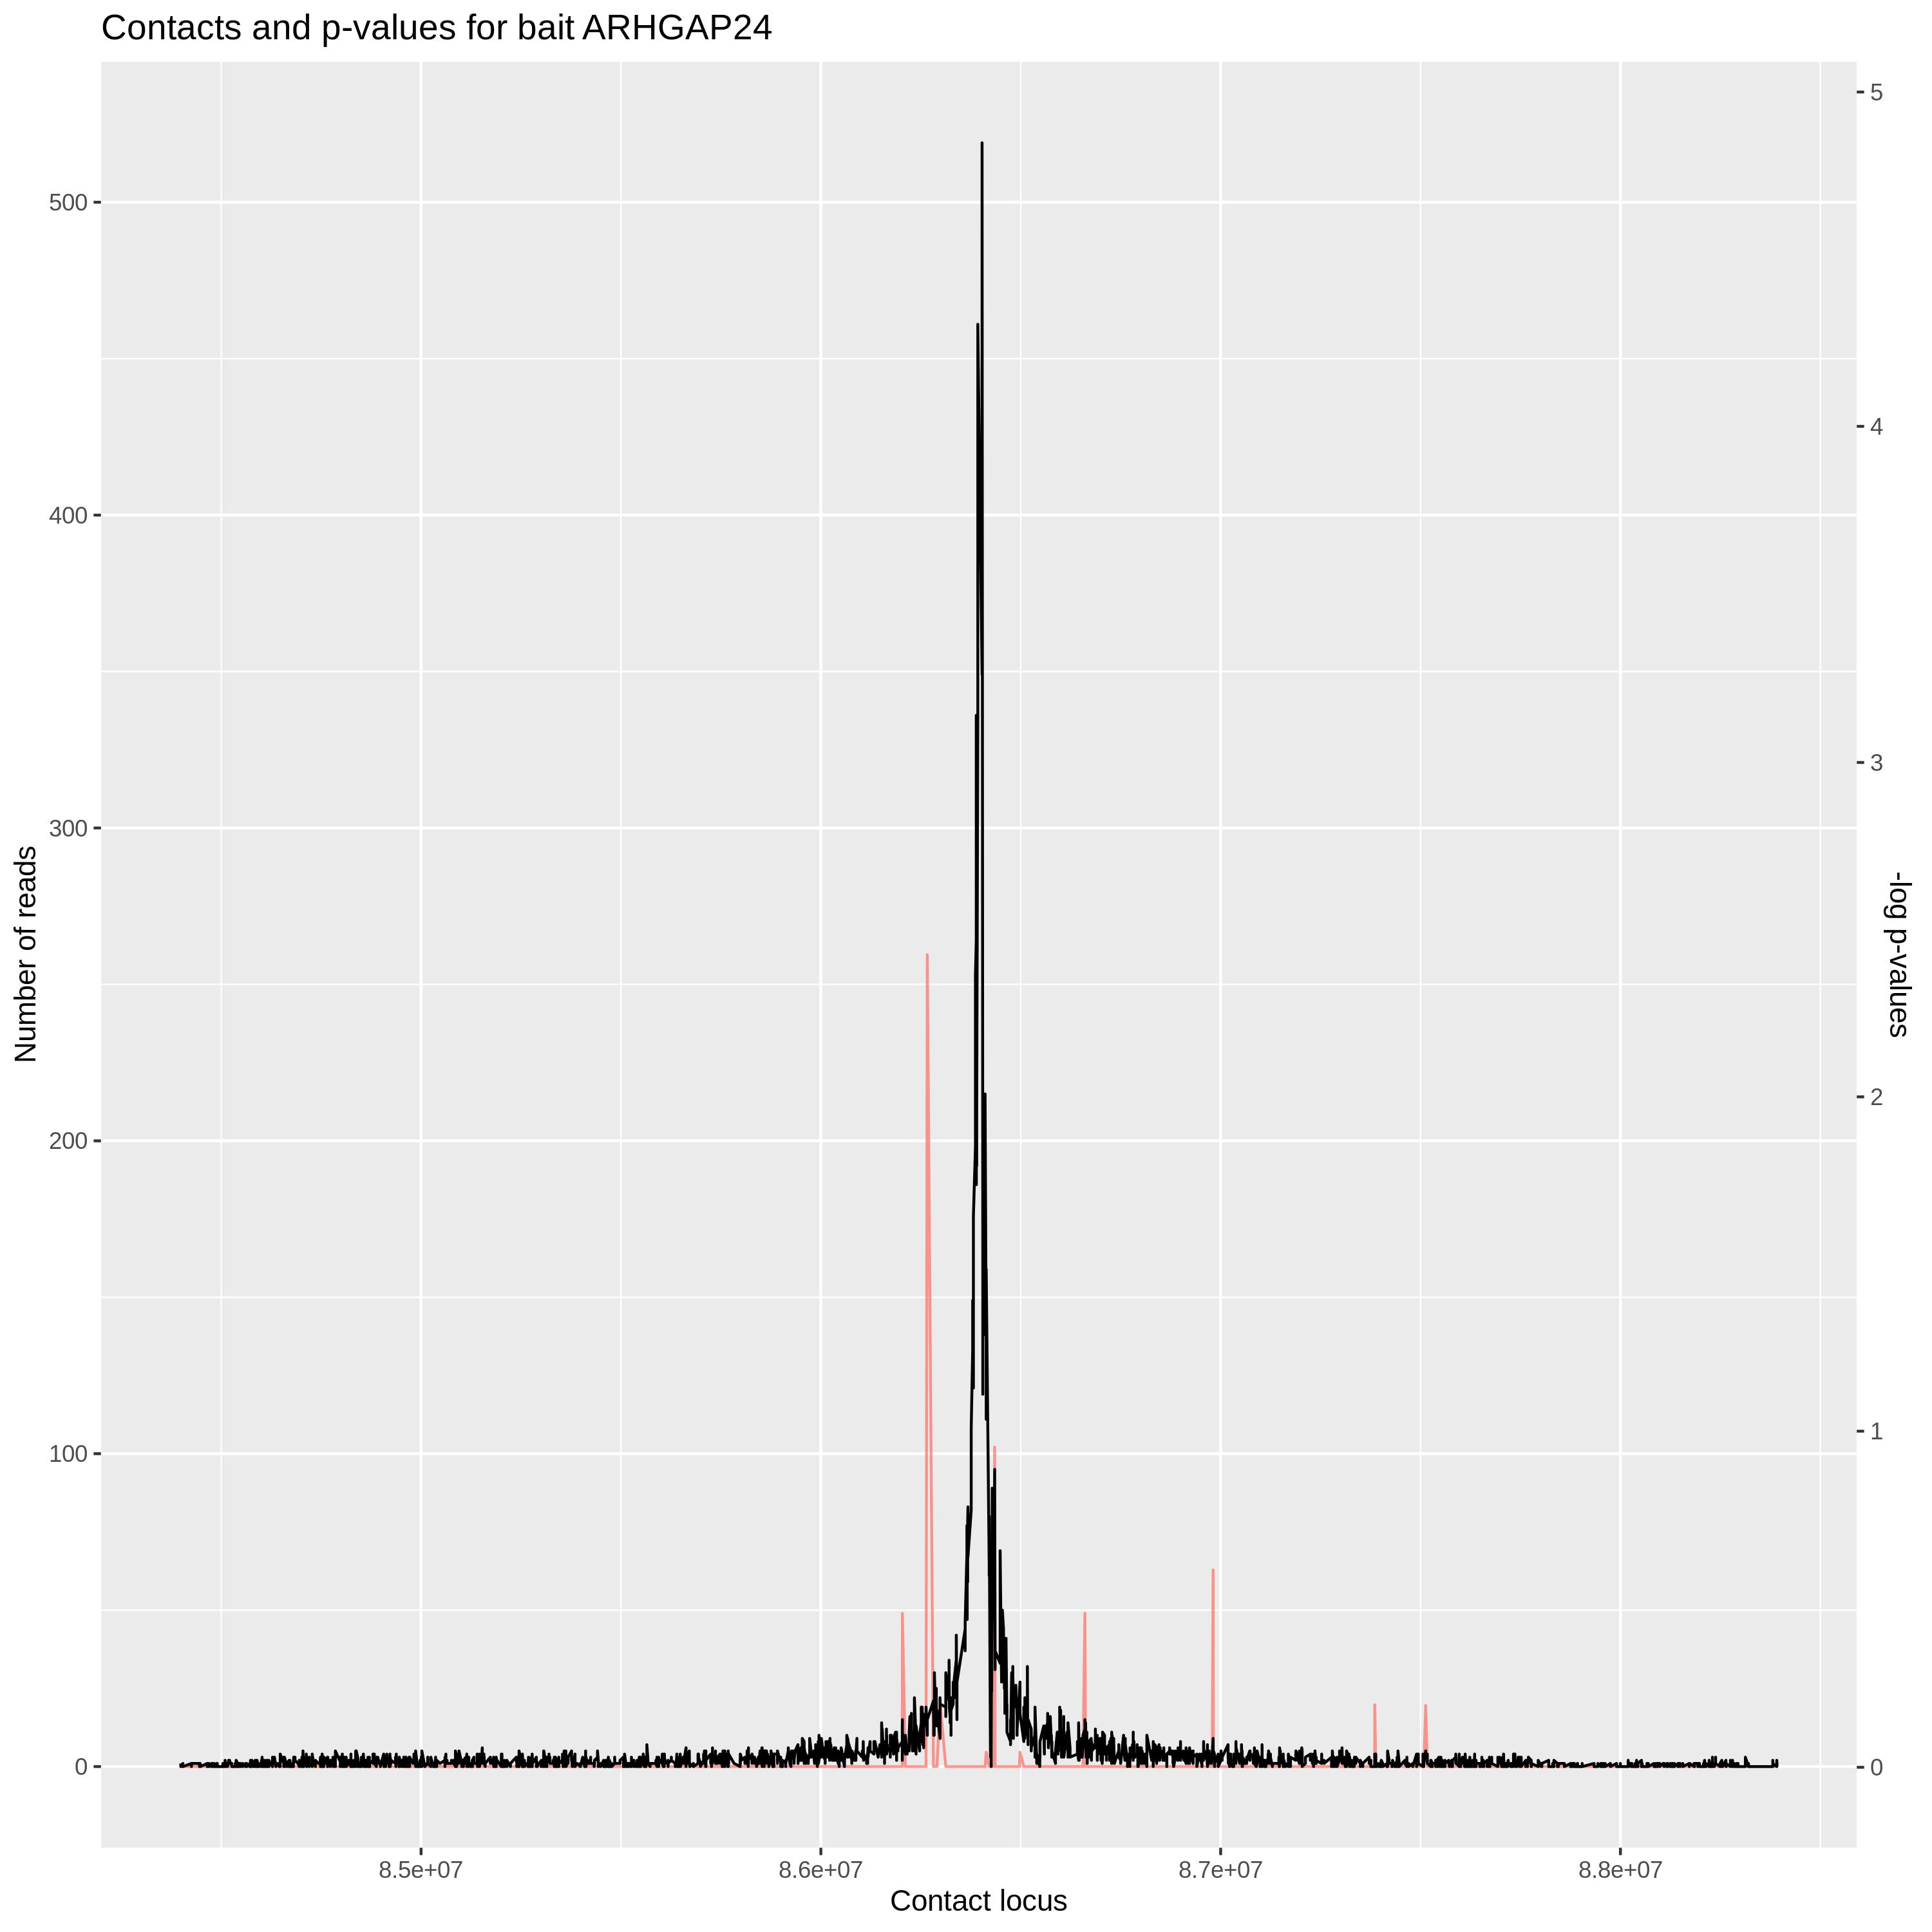 Contacts and p-values for bait ARHGAP24
Number of reads
500
400
300
200
100
0
5
4
3
2
1
0
-log p-values
8.5e+07
8.6e+07
8.7e+07
8.8e+07
Contact locus